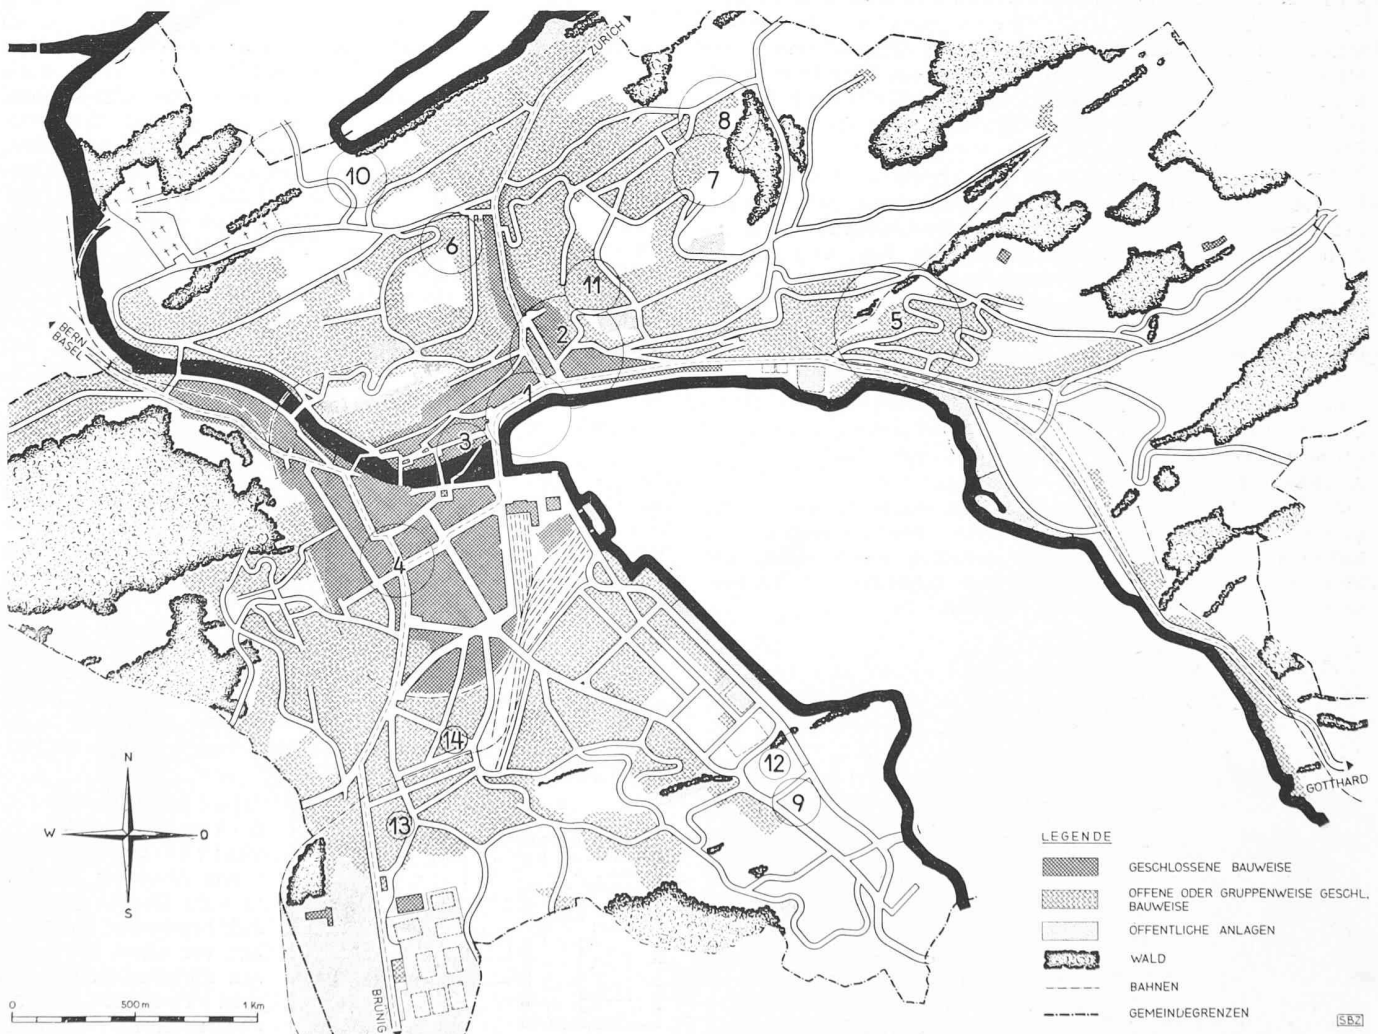 ZÜRICH
8
10
7
6
11
BERN
BASEL
2
5
1
3
4
14
12
9
13
N
W
O
S
GOTTHARD
BRÜNIG
0
500 m
1 Km
LEGENDE
GESCHLOSSENE BAUWEISE
OFFENE ODER GRUPPENWEISE GESCHL.
BAUWEISE
ÖFFENTLICHE ANLAGEN
WALD
BAHNEN
GEMEINDEGRENZEN
SBZ